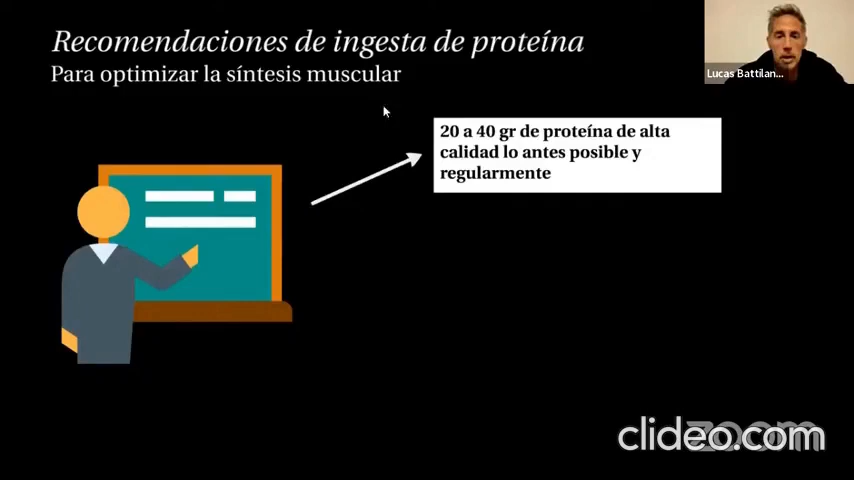 Recomendaciones de ingesta de proteína
Para optimizar la síntesis muscular
Lucas Battilan...
20 a 40 gr de proteína de alta
calidad lo antes posible y
regularmente
zoom
clideo.com